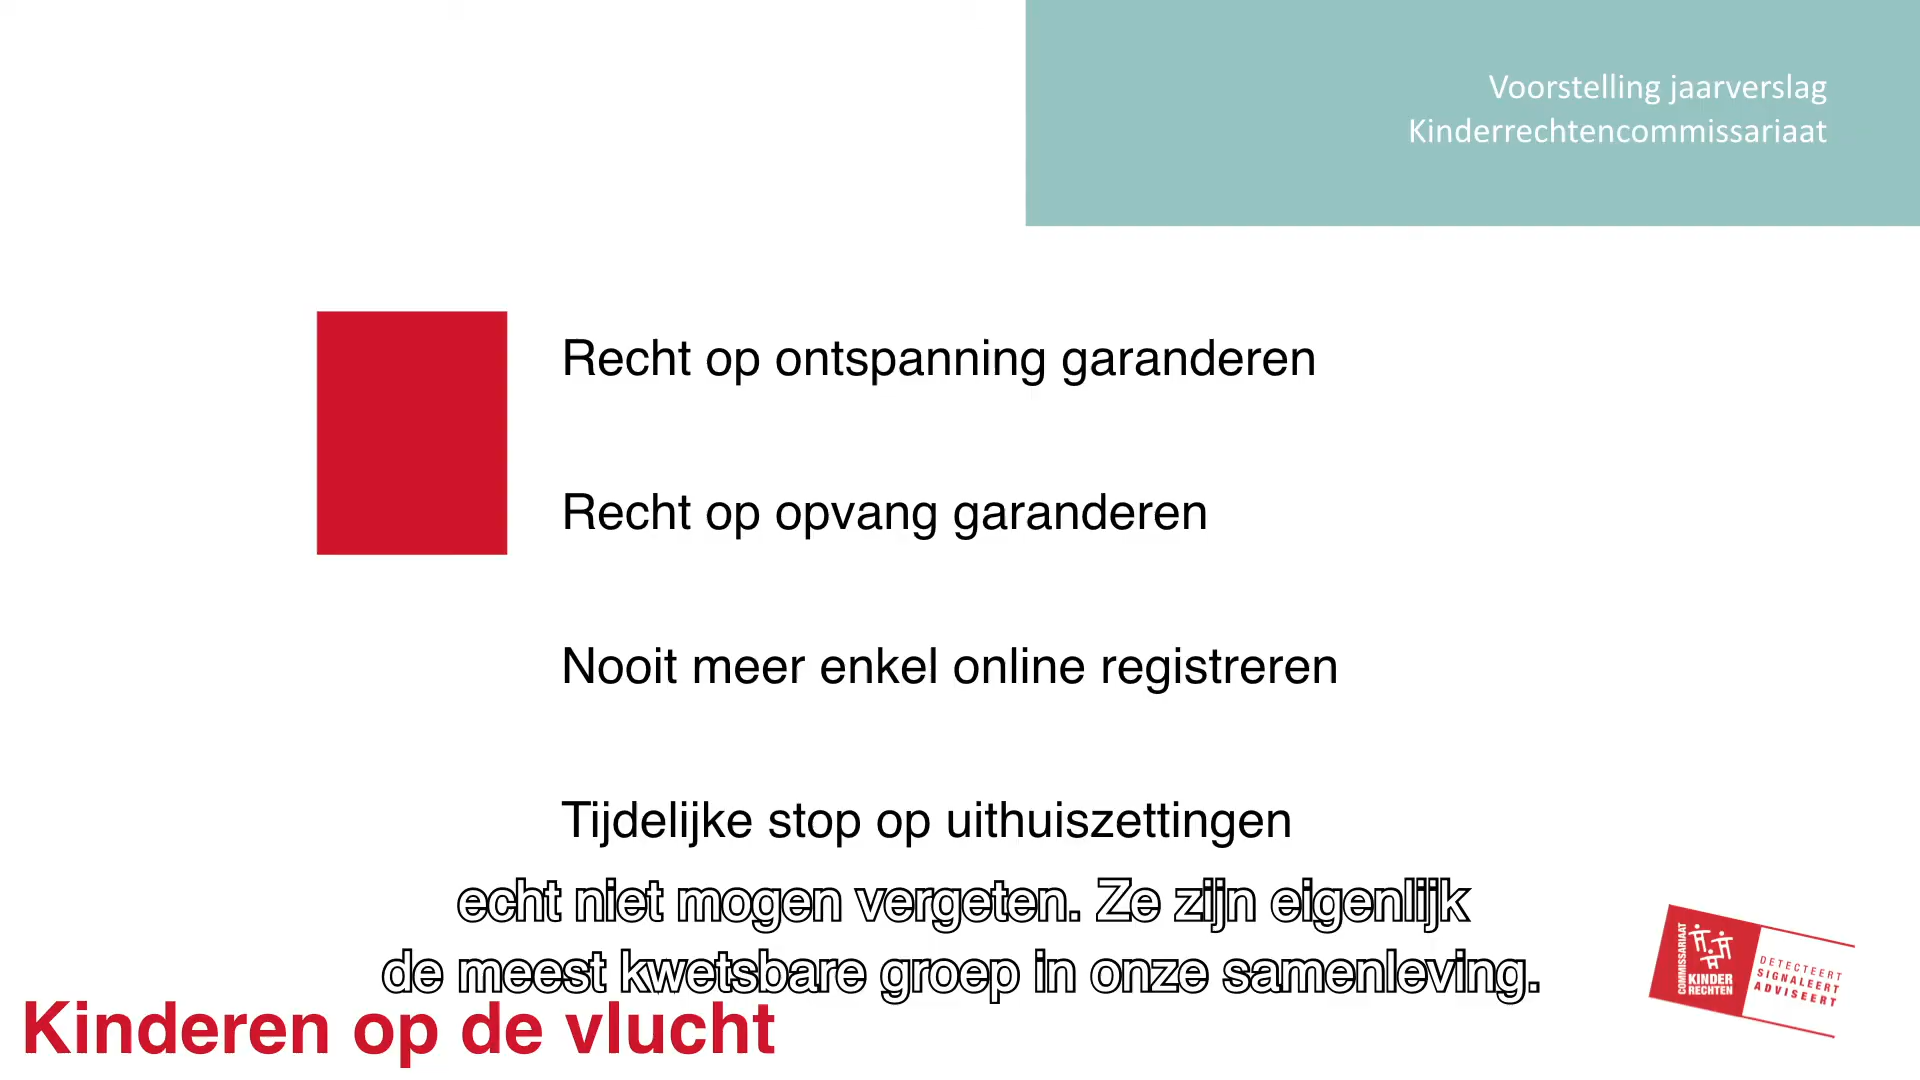 Voorstelling jaarverslag
Kinderrechtencommissariaat
Recht op ontspanning garanderen
Recht op opvang garanderen
Nooit meer enkel online registreren
Tijdelijke stop op uithuiszettingen
echt niet mogen vergeten. Ze zijn eigenlijk
de meest kwetsbare groep in onze samenleving.
Kinderen op de vlucht
COMMISSARIAAT
KINDER
RECHTEN
DETECTEERT
SIGNALEERT
ADVISEERT